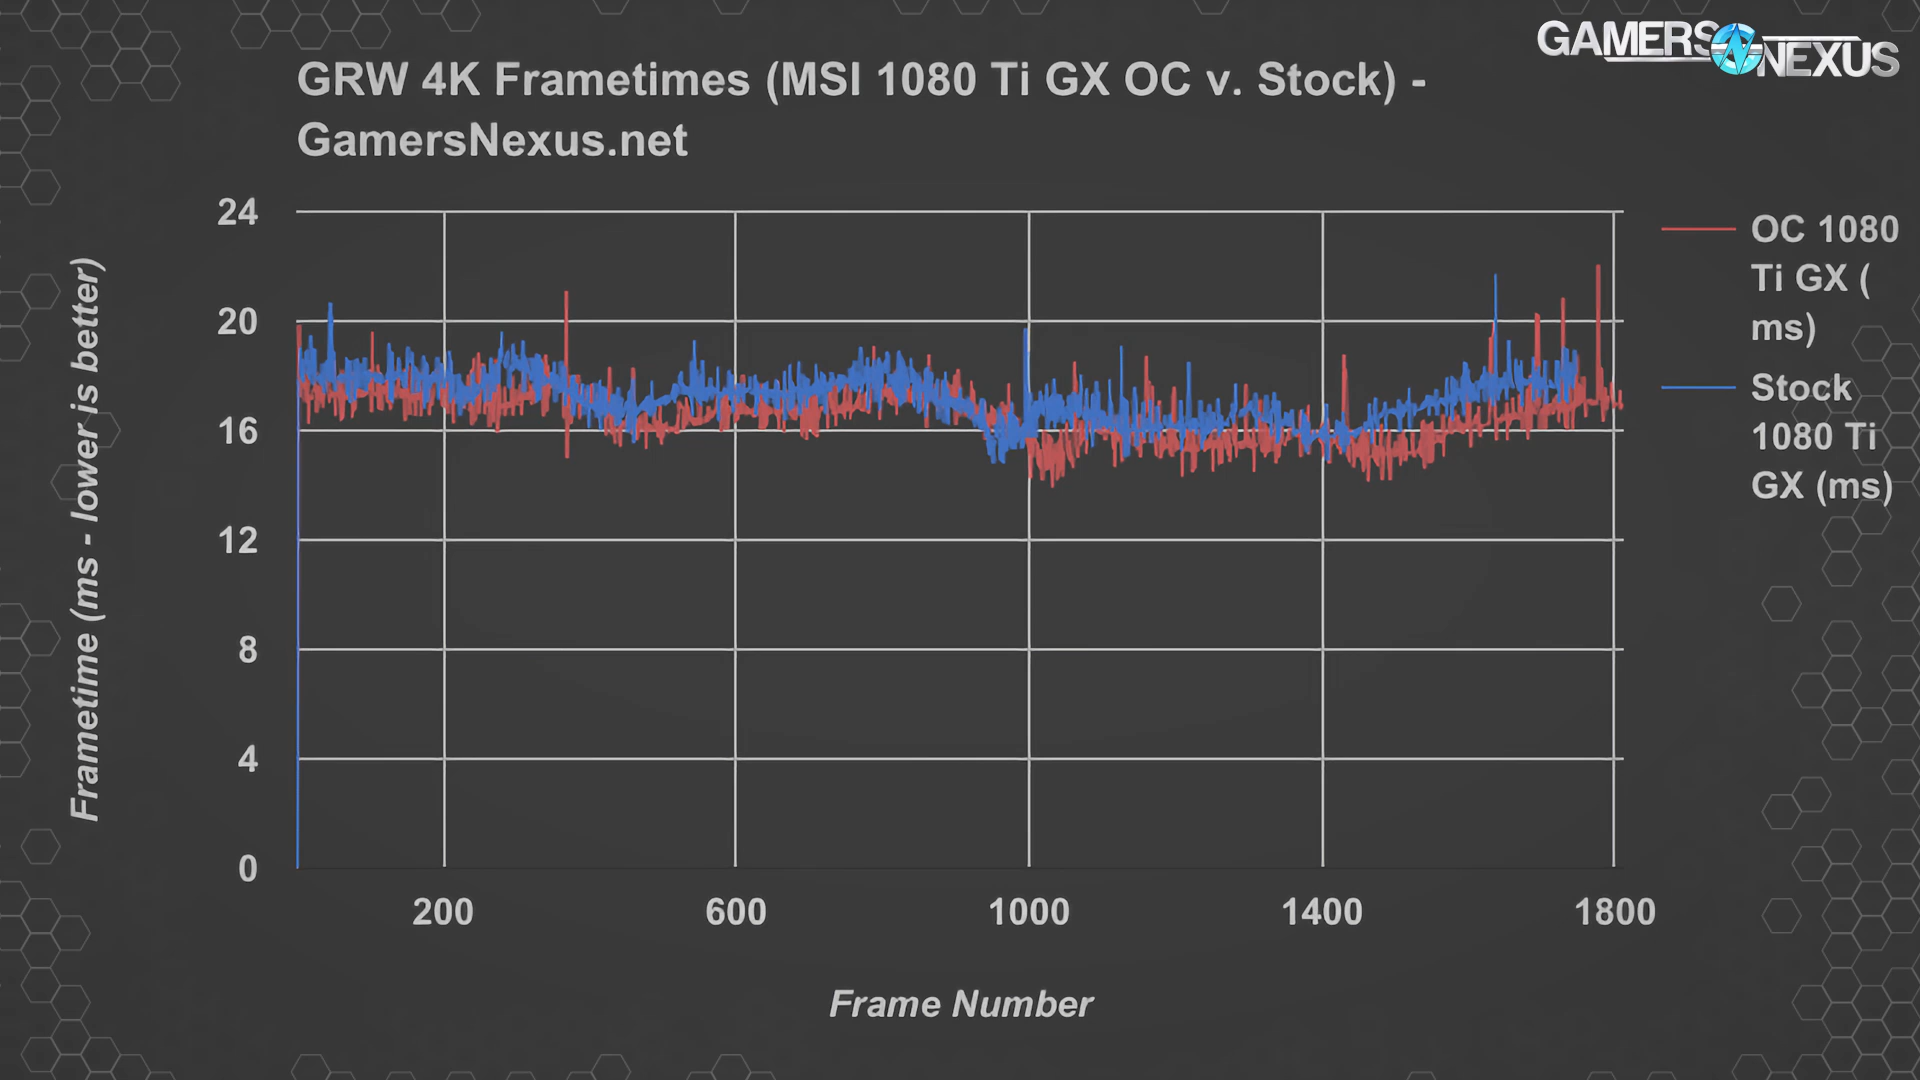 GAMERS NEXUS
GRW 4K Frametimes (MSI 1080 Ti GX OC v. Stock) -
GamersNexus.net
24
20
16
12
8
4
0
Frametime (ms - lower is better)
200
600
1000
1400
1800
Frame Number
OC 1080
Ti GX (
ms)
Stock
1080 Ti
GX (ms)